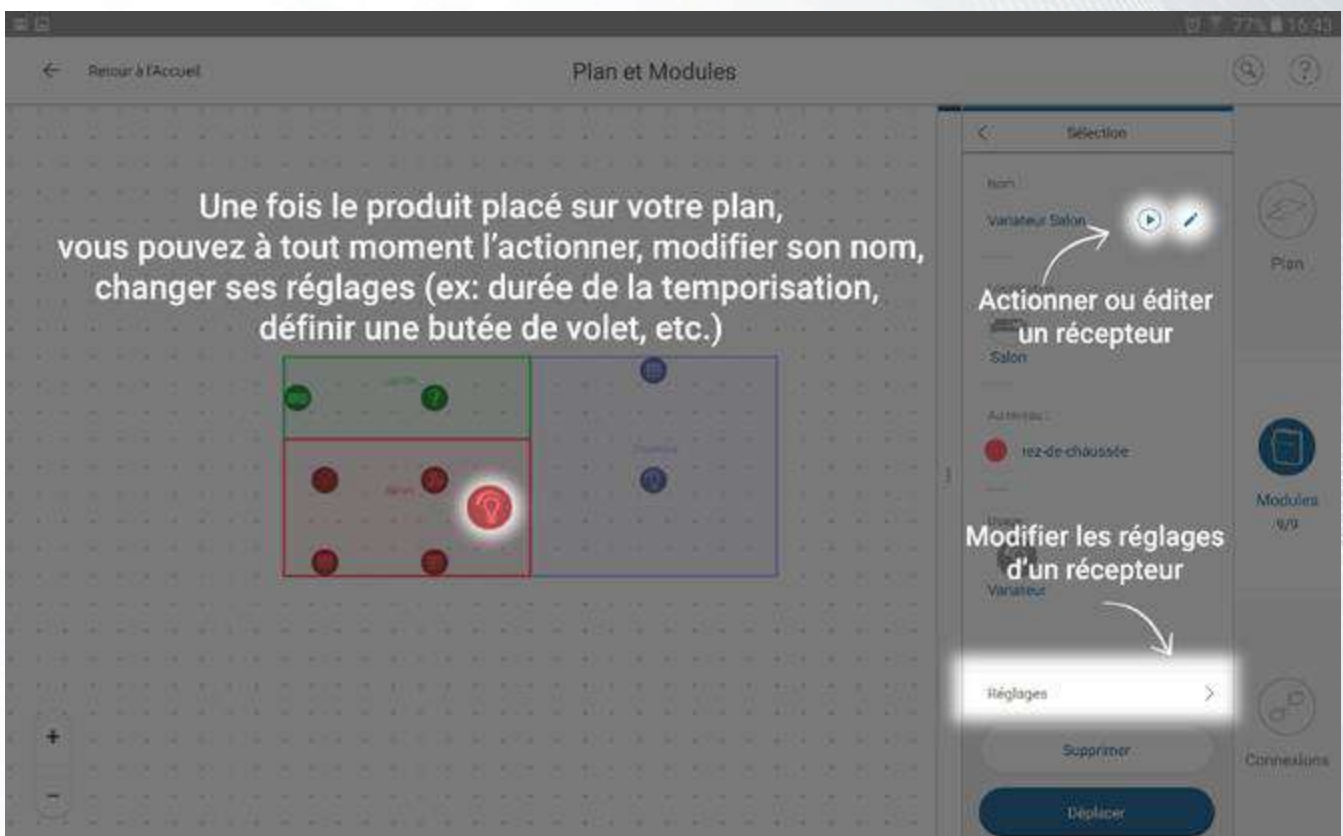 77% 16:43
Retour à l'Accueil
Plan et Modules
?
Sélection
Nom :
Variateur Salon
Plan
Une fois le produit placé sur votre plan,
vous pouvez à tout moment l'actionner, modifier son nom,
changer ses réglages (ex: durée de la temporisation,
définir une butée de volet, etc.)
Actionner ou éditer
un récepteur
Salon
rez-de-chaussée
Modules
9/9
Modifier les réglages
d'un récepteur
Variateur
Réglages
+
-
Supprimer
Connexions
Déplacer